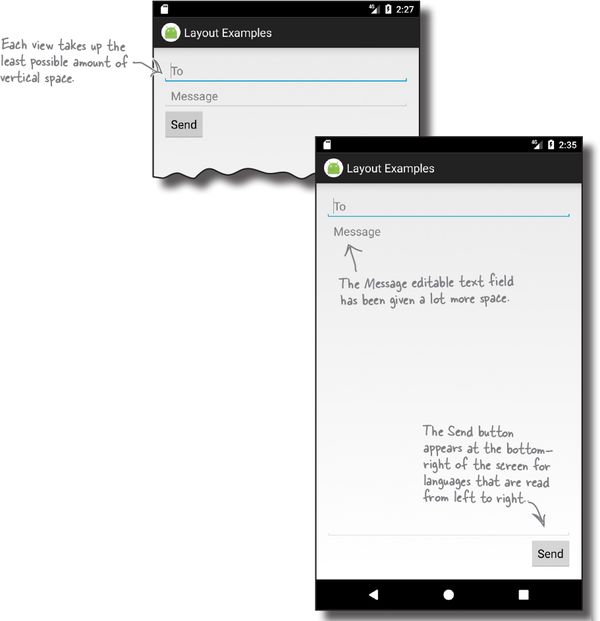 2:27
Layout Examples
Each view takes up the
least possible amount of
vertical space.
To
Message
Send
2:35
Layout Examples
To
Message
The Message editable text field
has been given a lot more space.
The Send button
appears at the bottom-
right of the screen for
languages that are read
from left to right.
Send